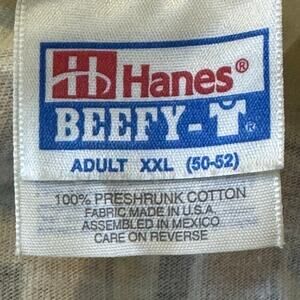 Hanes®
BEEFY-T®
ADULT XXL (50-52)
100% PRESHRUNK COTTON
FABRIC MADE IN U.S.A.
ASSEMBLED IN MEXICO
CARE ON REVERSE